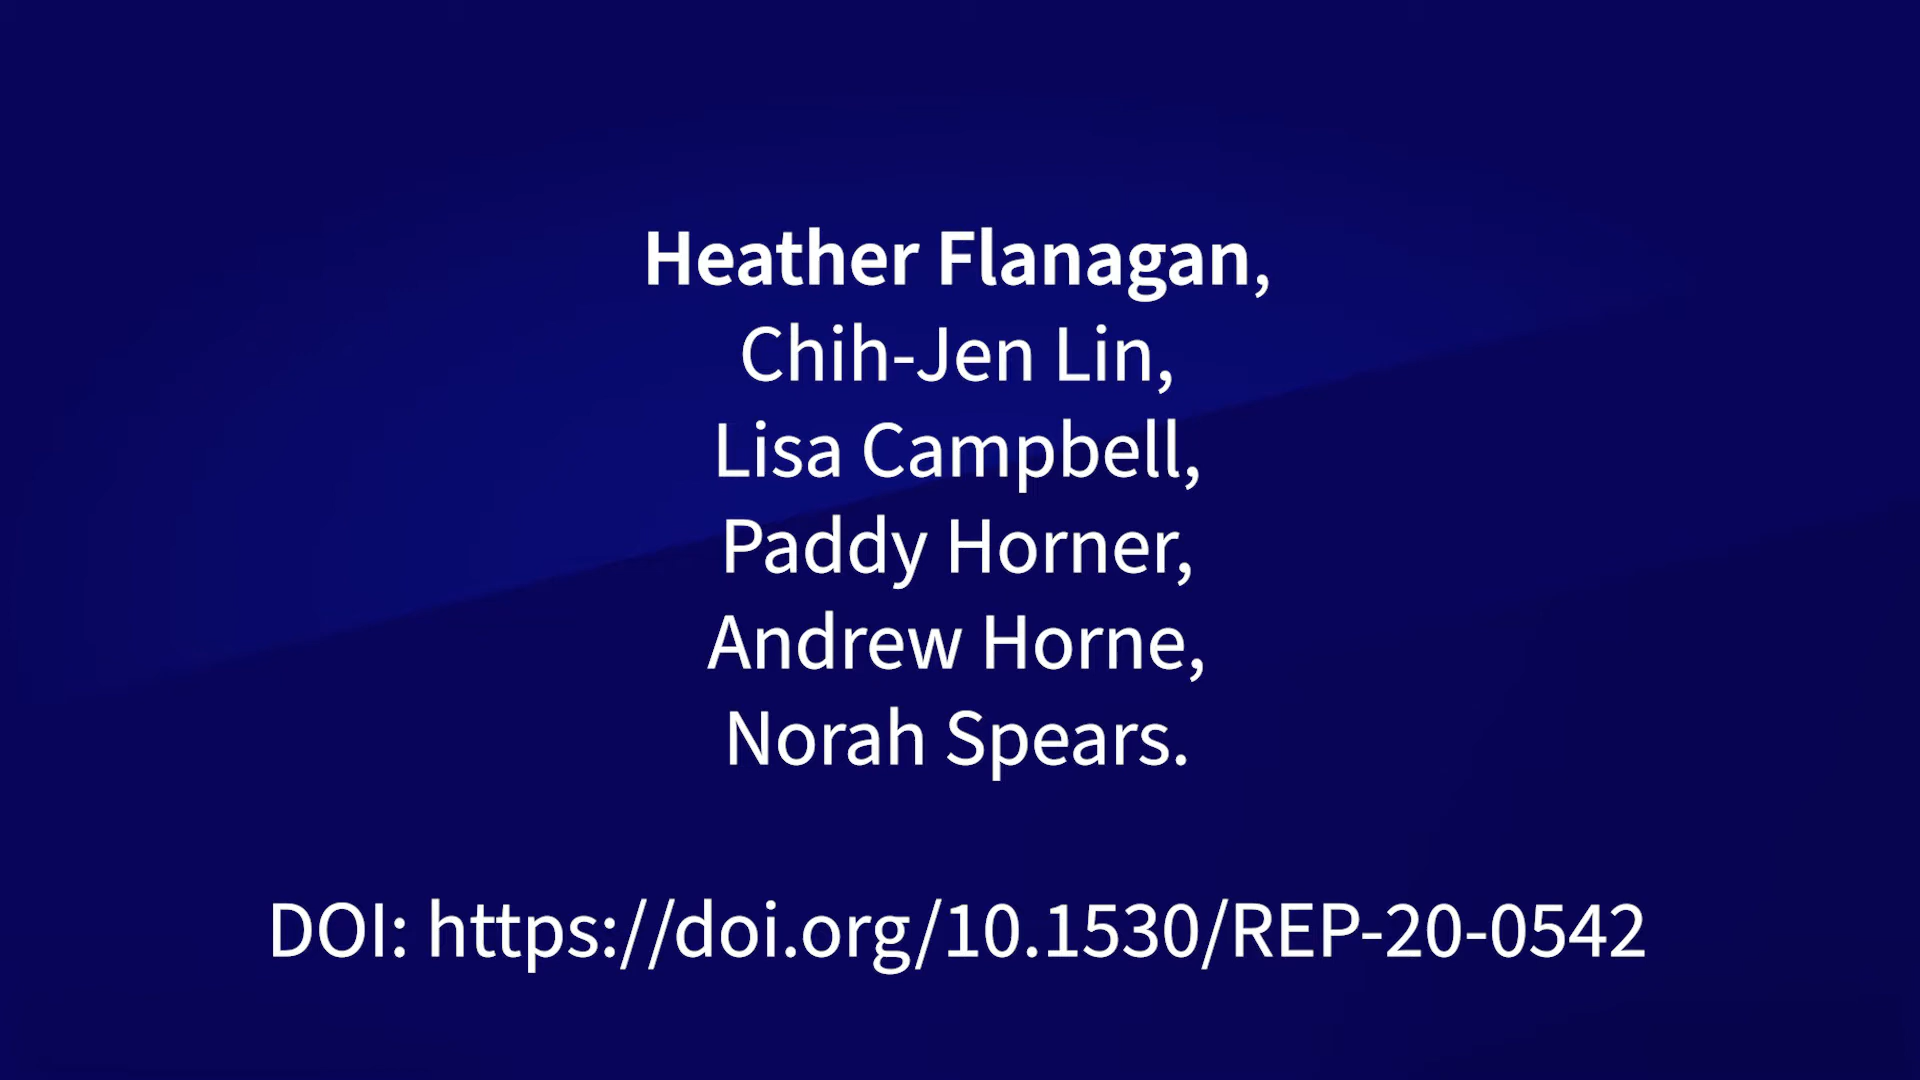 Heather Flanagan,
Chih-Jen Lin,
Lisa Campbell,
Paddy Horner,
Andrew Horne,
Norah Spears.
DOI: https://doi.org/10.1530/REP-20-0542